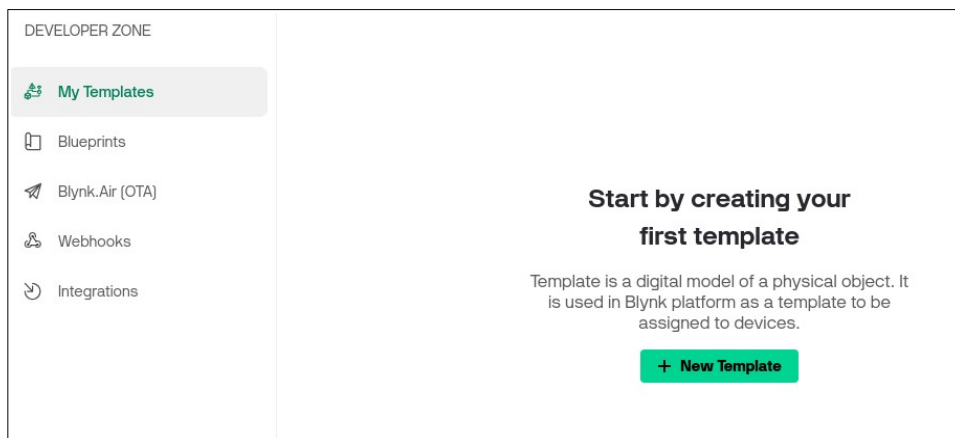 DEVELOPER ZONE
My Templates
Blueprints
Blynk.Air (OTA)
Webhooks
Integrations
Start by creating your
first template
Template is a digital model of a physical object. It
is used in Blynk platform as a template to be
assigned to devices.
+ New Template